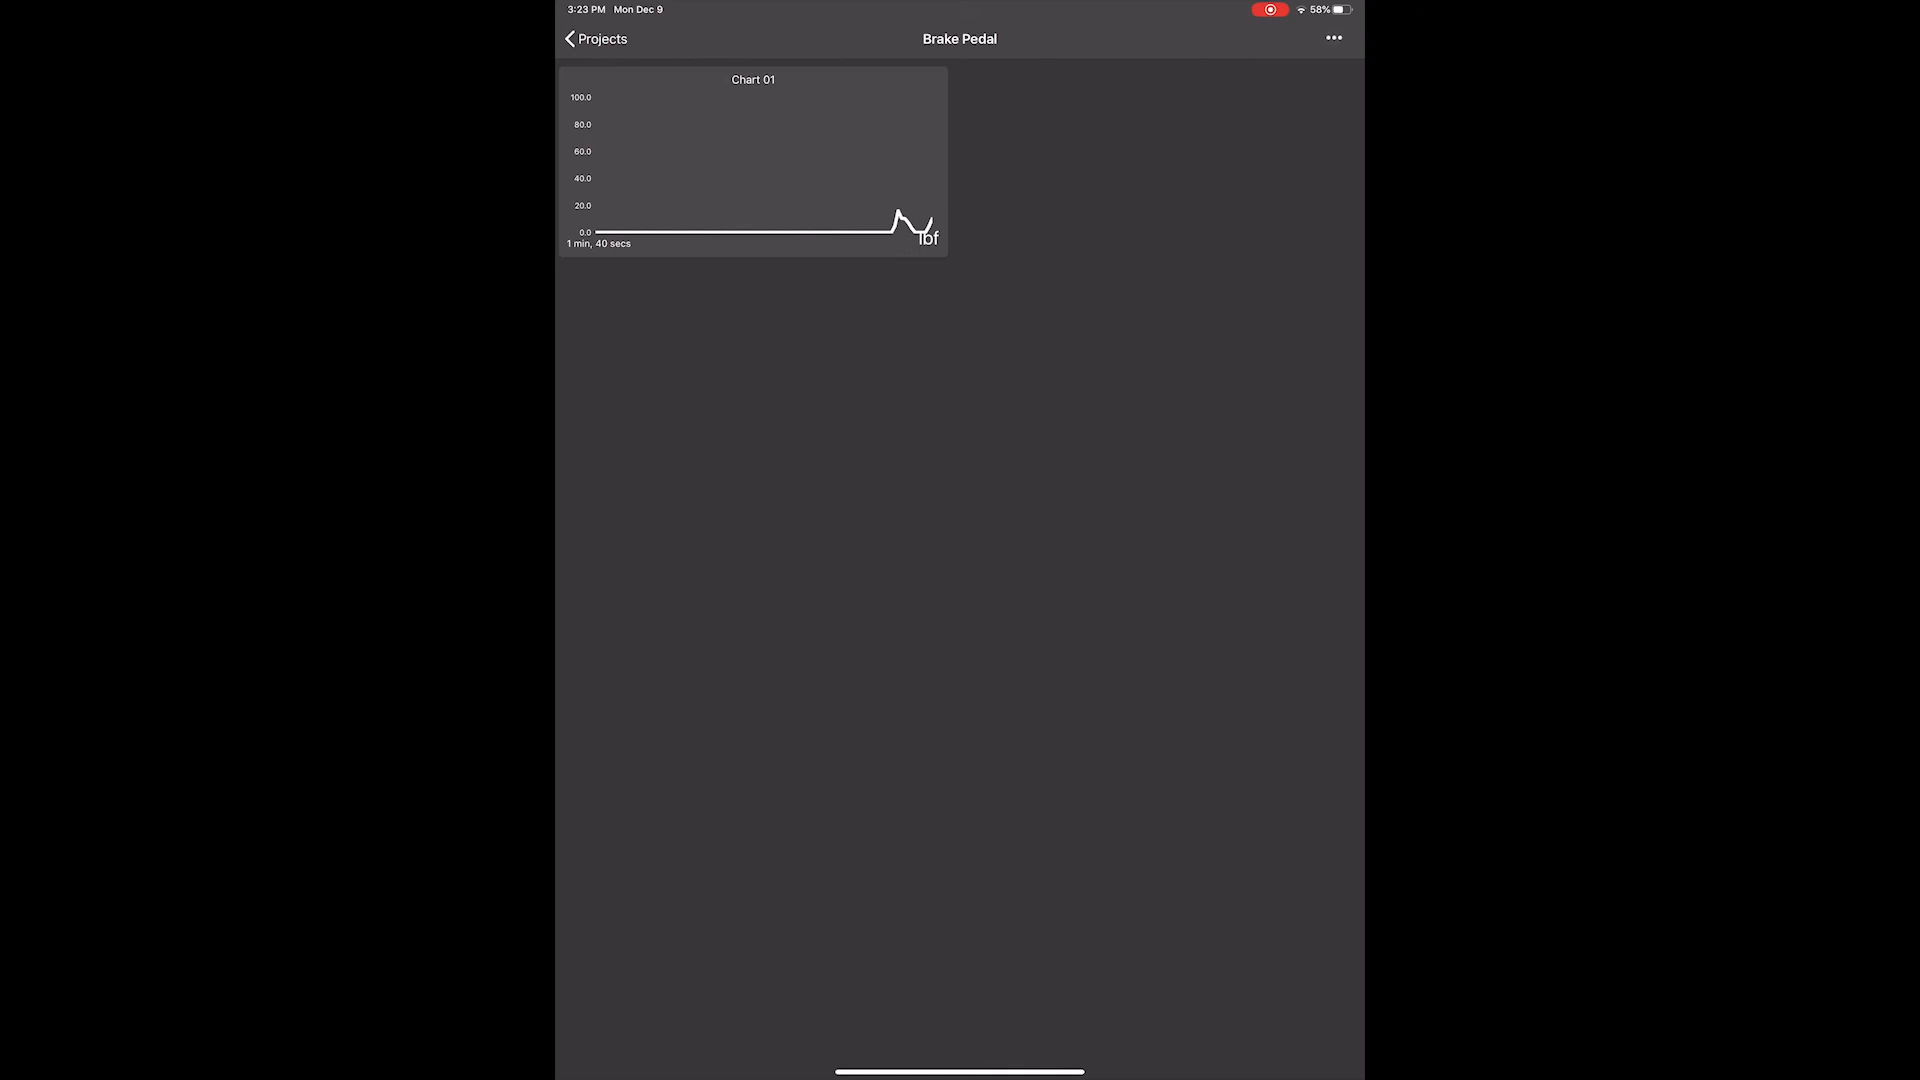 3:23 PM Mon Dec 9
58%
Projects
Brake Pedal
Chart 01
100.0
80.0
60.0
40.0
20.0
0.0
1 min, 40 secs
lbf